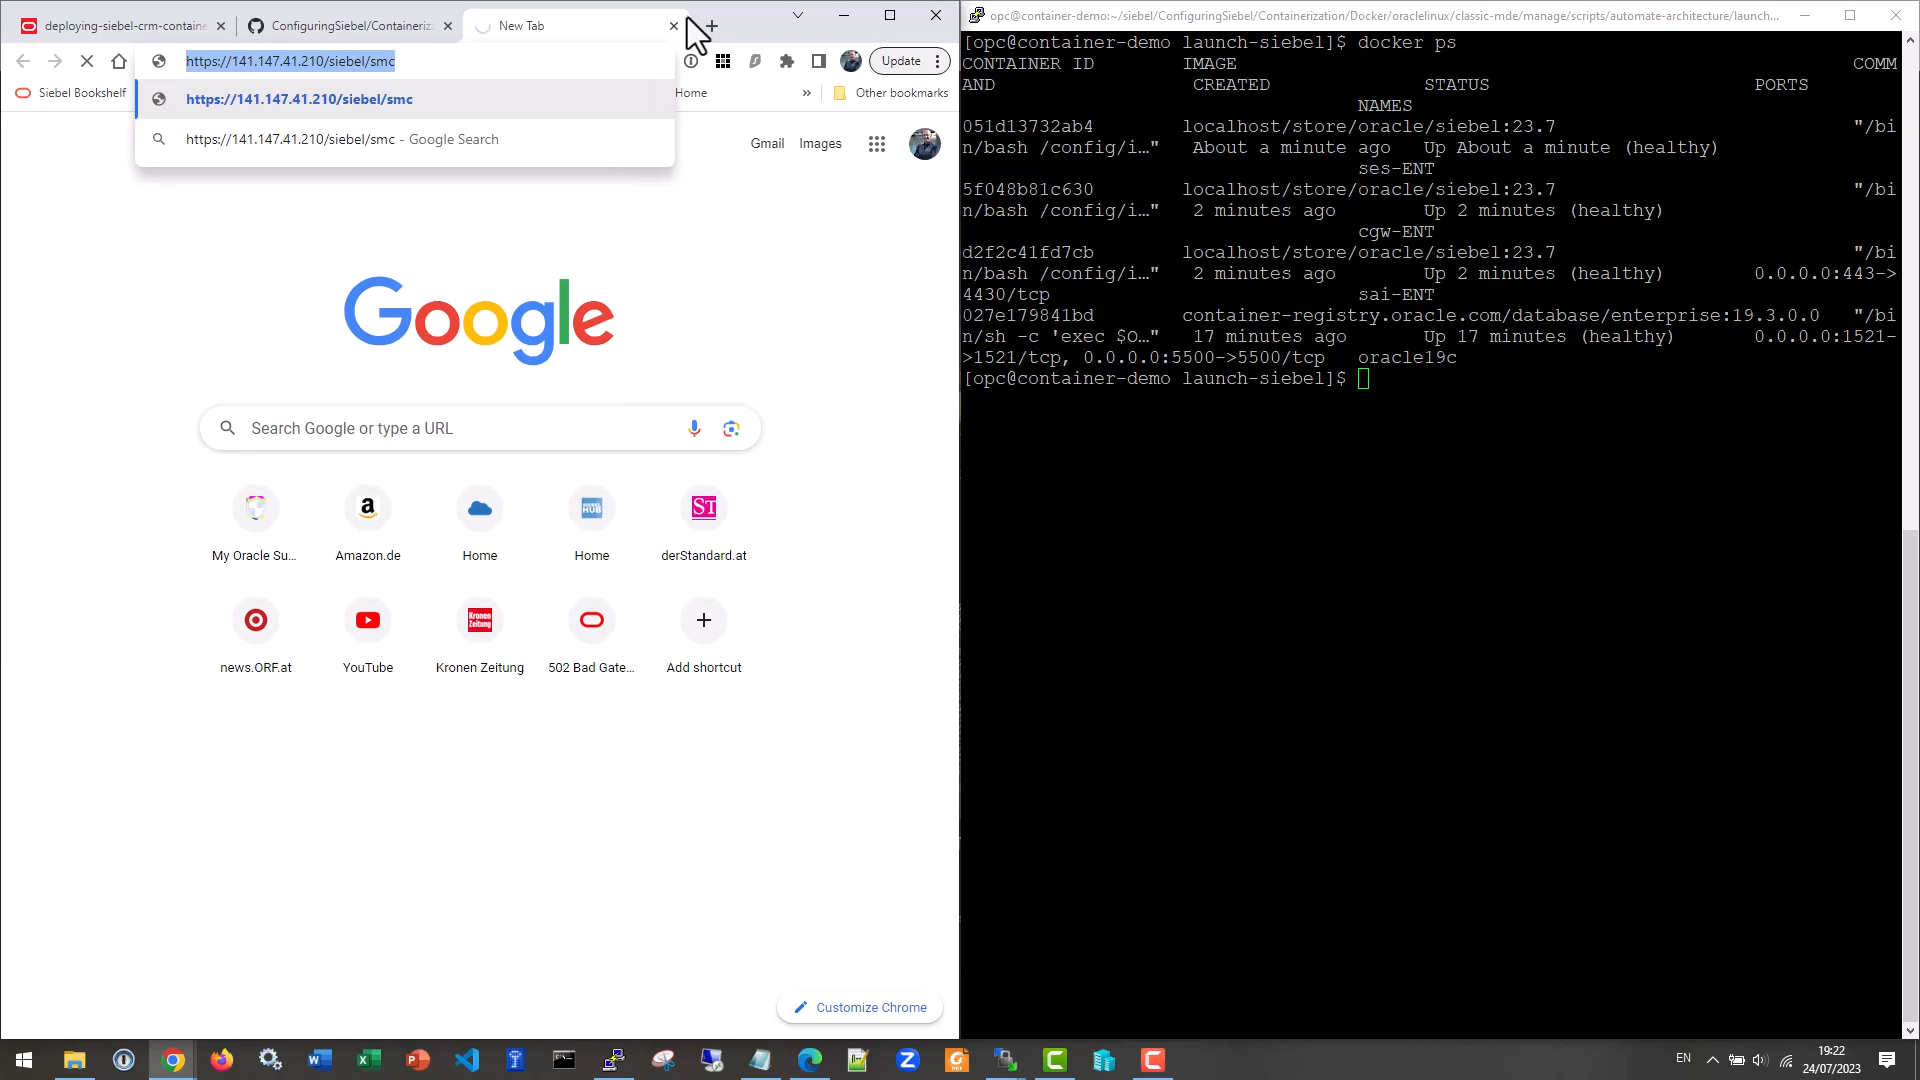 deploying-siebel-crm-containe
ConfiguringSiebel/Containeriz
New Tab
https://141.147.41.210/siebel/smc
Update
Siebel Bookshelf
Home
Other bookmarks
https://141.147.41.210/siebel/smc
https://141.147.41.210/siebel/smc - Google Search
Gmail
Images
Google
Search Google or type a URL
My Oracle Su...
Amazon.de
Home
Home
derStandard.at
news.ORF.at
YouTube
Kronen Zeitung
502 Bad Gate...
Add shortcut
Customize Chrome
opc@container-demo:~/siebel/ConfiguringSiebel/Containerization/Docker/oraclelinux/classic-mde/manage/scripts/automate-architecture/launch...
[opc@container-demo launch-siebel]$ docker ps
CONTAINER ID IMAGE COMM
AND CREATED STATUS PORTS
NAMES
051d13732ab4 localhost/store/oracle/siebel:23.7 "/bi
n/bash /config/i…" About a minute ago Up About a minute (healthy)
ses-ENT
5f048b81c630 localhost/store/oracle/siebel:23.7 "/bi
n/bash /config/i…" 2 minutes ago Up 2 minutes (healthy)
cgw-ENT
d2f2c41fd7cb localhost/store/oracle/siebel:23.7 "/bi
n/bash /config/i…" 2 minutes ago Up 2 minutes (healthy) 0.0.0.0:443->
4430/tcp sai-ENT
027e179841bd container-registry.oracle.com/database/enterprise:19.3.0.0 "/bi
n/sh -c 'exec $O…" 17 minutes ago Up 17 minutes (healthy) 0.0.0.0:1521-
>1521/tcp, 0.0.0.0:5500->5500/tcp oracle19c
[opc@container-demo launch-siebel]$
EN
19:22
24/07/2023